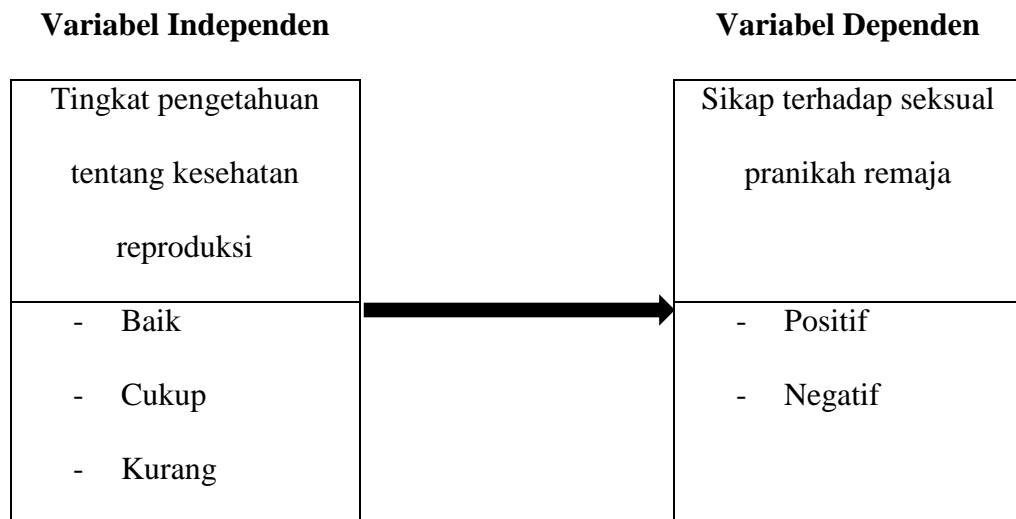 Variabel Independen
Variabel Dependen
Tingkat pengetahuan
tentang kesehatan
reproduksi
- Baik
- Cukup
- Kurang
Sikap terhadap seksual
pranikah remaja
- Positif
- Negatif